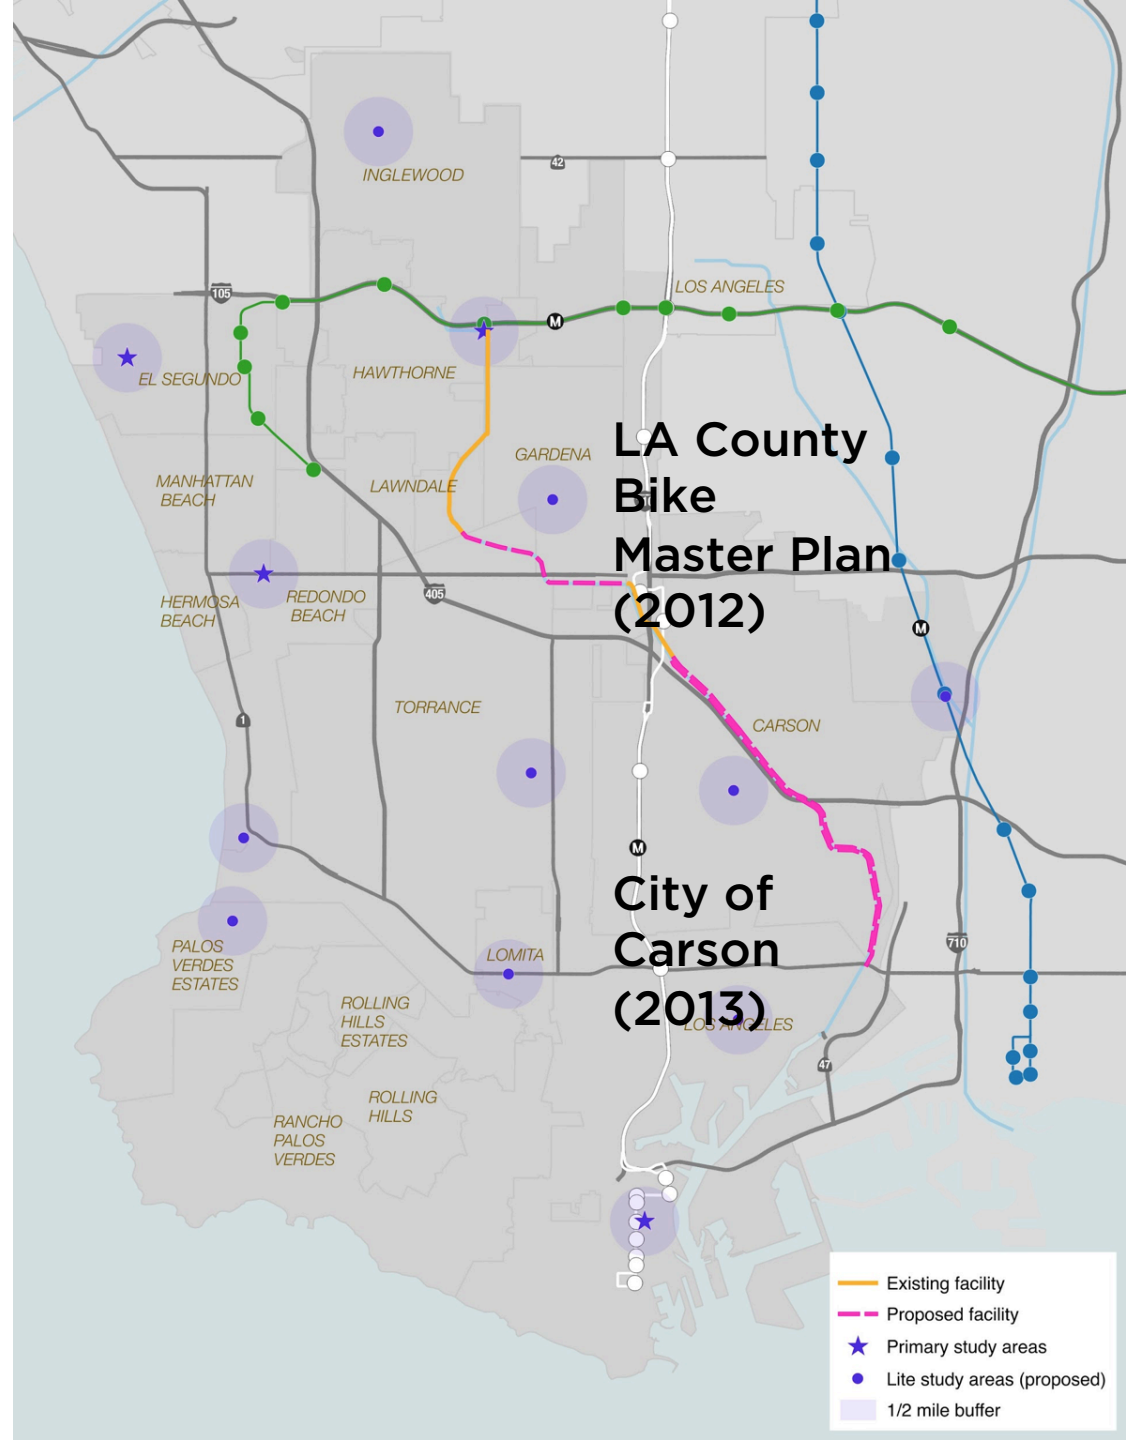 INGLEWOOD
42
LOS ANGELES
105
M
HAWTHORNE
EL SEGUNDO
LA County
Bike
Master Plan
(2012)
GARDENA
MANHATTAN
BEACH
LAWNDALE
405
REDONDO
BEACH
HERMOSA
BEACH
M
1
TORRANCE
CARSON
M
City of
Carson
(2013)
710
PALOS
VERDES
ESTATES
LOMITA
ROLLING
HILLS
ESTATES
LOS ANGELES
47
ROLLING
HILLS
RANCHO
PALOS
VERDES
Existing facility
Proposed facility
Primary study areas
Lite study areas (proposed)
1/2 mile buffer